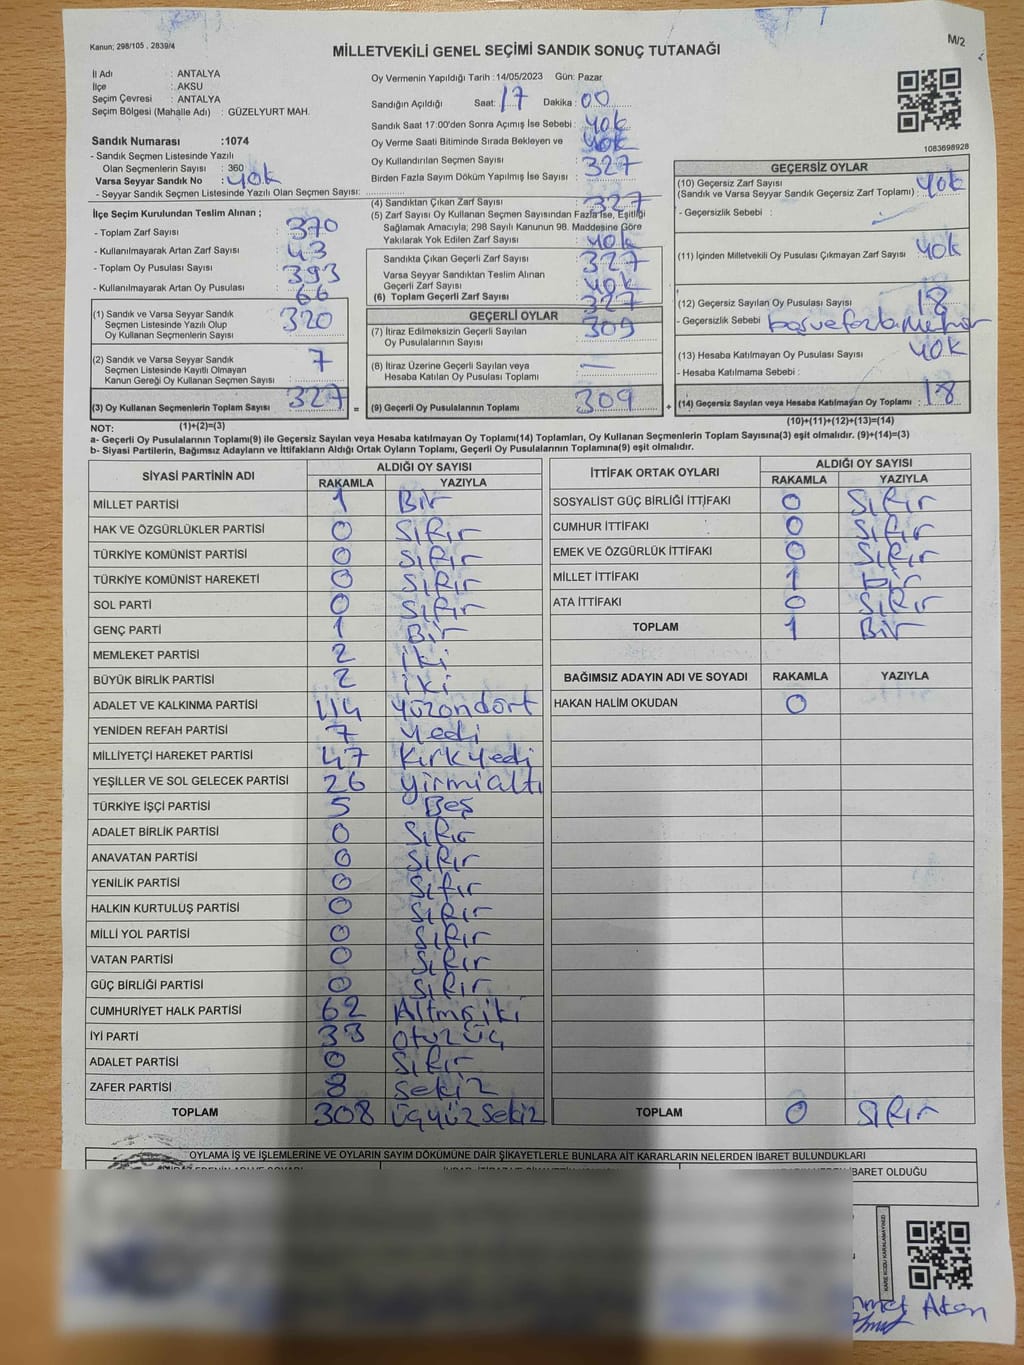 Kanun; 298/105 , 2839/4
MİLLETVEKİLİ GENEL SEÇİMİ SANDIK SONUÇ TUTANAĞI
M/2
İl Adı : ANTALYA
İlçe : AKSU
Seçim Çevresi : ANTALYA
Seçim Bölgesi (Mahalle Adı) : GÜZELYURT MAH.
Sandık Numarası :1074
- Sandık Seçmen Listesinde Yazılı
Olan Seçmenlerin Sayısı : 360
Varsa Seyyar Sandık No : yok
- Seyyar Sandık Seçmen Listesinde Yazılı Olan Seçmen Sayısı:
Oy Vermenin Yapıldığı Tarih :14/05/2023 Gün: Pazar
Sandığın Açıldığı Saat: 17 Dakika : 00
Sandık Saat 17:00'den Sonra Açımış İse Sebebi : yok
Oy Verme Saati Bitiminde Sırada Bekleyen ve yok
Oy Kullandırılan Seçmen Sayısı : 327
Birden Fazla Sayım Döküm Yapılmış İse Sayısı :
1083698928
İlçe Seçim Kurulundan Teslim Alınan ;
- Toplam Zarf Sayısı : 370
- Kullanılmayarak Artan Zarf Sayısı : 43
- Toplam Oy Pusulası Sayısı : 393
- Kullanılmayarak Artan Oy Pusulası : 66
(4) Sandıktan Çıkan Zarf Sayısı : 327
(5) Zarf Sayısı Oy Kullanan Seçmen Sayısından Fazla İse, Eşitliği
Sağlamak Amacıyla; 298 Sayılı Kanunun 98. Maddesine Göre
Yakılarak Yok Edilen Zarf Sayısı : yok
Sandıkta Çıkan Geçerli Zarf Sayısı : 327
Varsa Seyyar Sandıktan Teslim Alınan
Geçerli Zarf Sayısı : yok
(6) Toplam Geçerli Zarf Sayısı : 327
GEÇERSİZ OYLAR
(10) Geçersiz Zarf Sayısı
(Sandık ve Varsa Seyyar Sandık Geçersiz Zarf Toplamı) : yok
- Geçersizlik Sebebi :
(11) İçinden Milletvekili Oy Pusulası Çıkmayan Zarf Sayısı : yok
(12) Geçersiz Sayılan Oy Pusulası Sayısı : 18
- Geçersizlik Sebebi :
(13) Hesaba Katılmayan Oy Pusulası Sayısı : yok
- Hesaba Katılmama Sebebi :
(14) Geçersiz Sayılan veya Hesaba Katılmayan Oy Toplamı : 18
(10)+(11)+(12)+(13)=(14)
(1) Sandık ve Varsa Seyyar Sandık
Seçmen Listesinde Yazılı Olup
Oy Kullanan Seçmenlerin Sayısı : 320
(2) Sandık ve Varsa Seyyar Sandık
Seçmen Listesinde Kayıtlı Olmayan
Kanun Gereği Oy Kullanan Seçmen Sayısı : 7
(3) Oy Kullanan Seçmenlerin Toplam Sayısı : 327
(1)+(2)=(3)
GEÇERLİ OYLAR
(7) İtiraz Edilmeksizin Geçerli Sayılan
Oy Pusulalarının Sayısı : 309
(8) İtiraz Üzerine Geçerli Sayılan veya
Hesaba Katılan Oy Pusulası Toplamı : —
= (9) Geçerli Oy Pusulalarının Toplamı : 309 +
NOT:
a- Geçerli Oy Pusulalarının Toplamı(9) ile Geçersiz Sayılan veya Hesaba katılmayan Oy Toplamı(14) Toplamları, Oy Kullanan Seçmenlerin Toplam Sayısına(3) eşit olmalıdır. (9)+(14)=(3)
b- Siyasi Partilerin, Bağımsız Adayların ve İttifakların Aldığı Ortak Oyların Toplamı, Geçerli Oy Pusulalarının Toplamına(9) eşit olmalıdır.
SİYASİ PARTİNİN ADI ALDIĞI OY SAYISI
RAKAMLA YAZIYLA
MİLLET PARTİSİ 1 Bir
HAK VE ÖZGÜRLÜKLER PARTİSİ 0 Sıfır
TÜRKİYE KOMÜNİST PARTİSİ 0 Sıfır
TÜRKİYE KOMÜNİST HAREKETİ 0 Sıfır
SOL PARTİ 0 Sıfır
GENÇ PARTİ 1 Bir
MEMLEKET PARTİSİ 2 iki
BÜYÜK BİRLİK PARTİSİ 2 iki
ADALET VE KALKINMA PARTİSİ 114 yüzondört
YENİDEN REFAH PARTİSİ 7 yedi
MİLLİYETÇİ HAREKET PARTİSİ 47 Kırkyedi
YEŞİLLER VE SOL GELECEK PARTİSİ 26 yirmialtı
TÜRKİYE İŞÇİ PARTİSİ 5 Beş
ADALET BİRLİK PARTİSİ 0 Sıfır
ANAVATAN PARTİSİ 0 Sıfır
YENİLİK PARTİSİ 0 Sıfır
HALKIN KURTULUŞ PARTİSİ 0 Sıfır
MİLLİ YOL PARTİSİ 0 Sıfır
VATAN PARTİSİ 0 Sıfır
GÜÇ BİRLİĞİ PARTİSİ 0 Sıfır
CUMHURİYET HALK PARTİSİ 62 Altmışiki
İYİ PARTİ 33 otuzüç
ADALET PARTİSİ 0 Sıfır
ZAFER PARTİSİ 8 Sekiz
TOPLAM 308 üçyüzsekiz
İTTİFAK ORTAK OYLARI ALDIĞI OY SAYISI
RAKAMLA YAZIYLA
SOSYALİST GÜÇ BİRLİĞİ İTTİFAKI 0 Sıfır
CUMHUR İTTİFAKI 0 Sıfır
EMEK VE ÖZGÜRLÜK İTTİFAKI 0 Sıfır
MİLLET İTTİFAKI 1 Bir
ATA İTTİFAKI 0 Sıfır
TOPLAM 1 Bir
BAĞIMSIZ ADAYIN ADI VE SOYADI RAKAMLA YAZIYLA
HAKAN HALİM OKUDAN 0
TOPLAM 0 Sıfır
OYLAMA İŞ VE İŞLEMLERİNE VE OYLARIN SAYIM DÖKÜMÜNE DAİR ŞİKAYETLERLE BUNLARA AİT KARARLARIN NELERDEN İBARET BULUNDUKLARI
İBARET OLDUĞU
KARE KODU KARALAMAYINIZ!